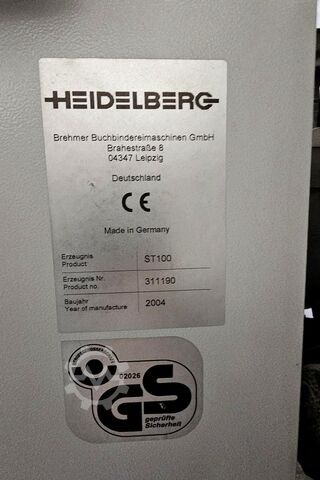 HEIDELBERG
Brehmer Buchbindereimaschinen GmbH
Brahestraße 8
04347 Leipzig
Deutschland
CE
Made in Germany
Erzeugnis
Product
ST100
Erzeugnis Nr.
Product no.
311190
Baujahr
Year of manufacture
2004
02026
GS
geprüfte
Sicherheit